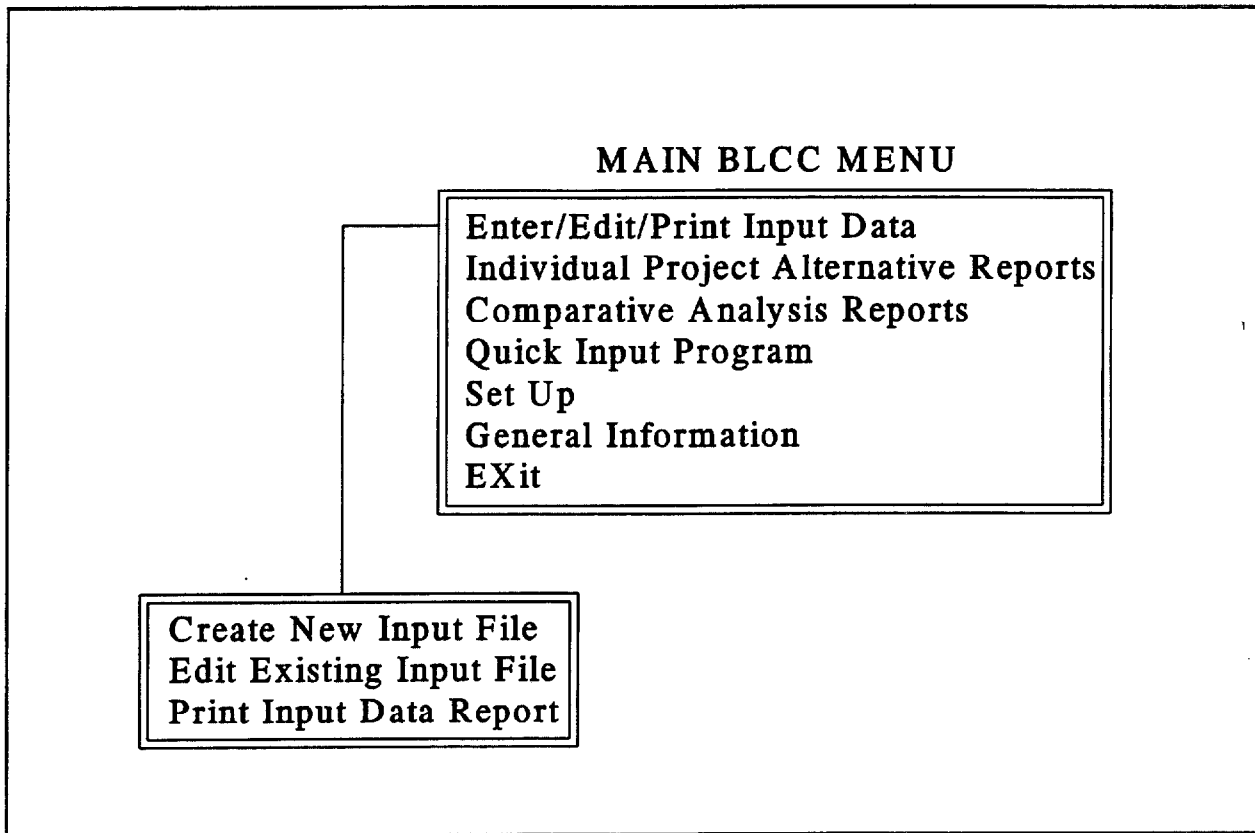 MAIN BLCC MENU
Enter/Edit/Print Input Data
Individual Project Alternative Reports
Comparative Analysis Reports
Quick Input Program
Set Up
General Information
EXit
Create New Input File
Edit Existing Input File
Print Input Data Report